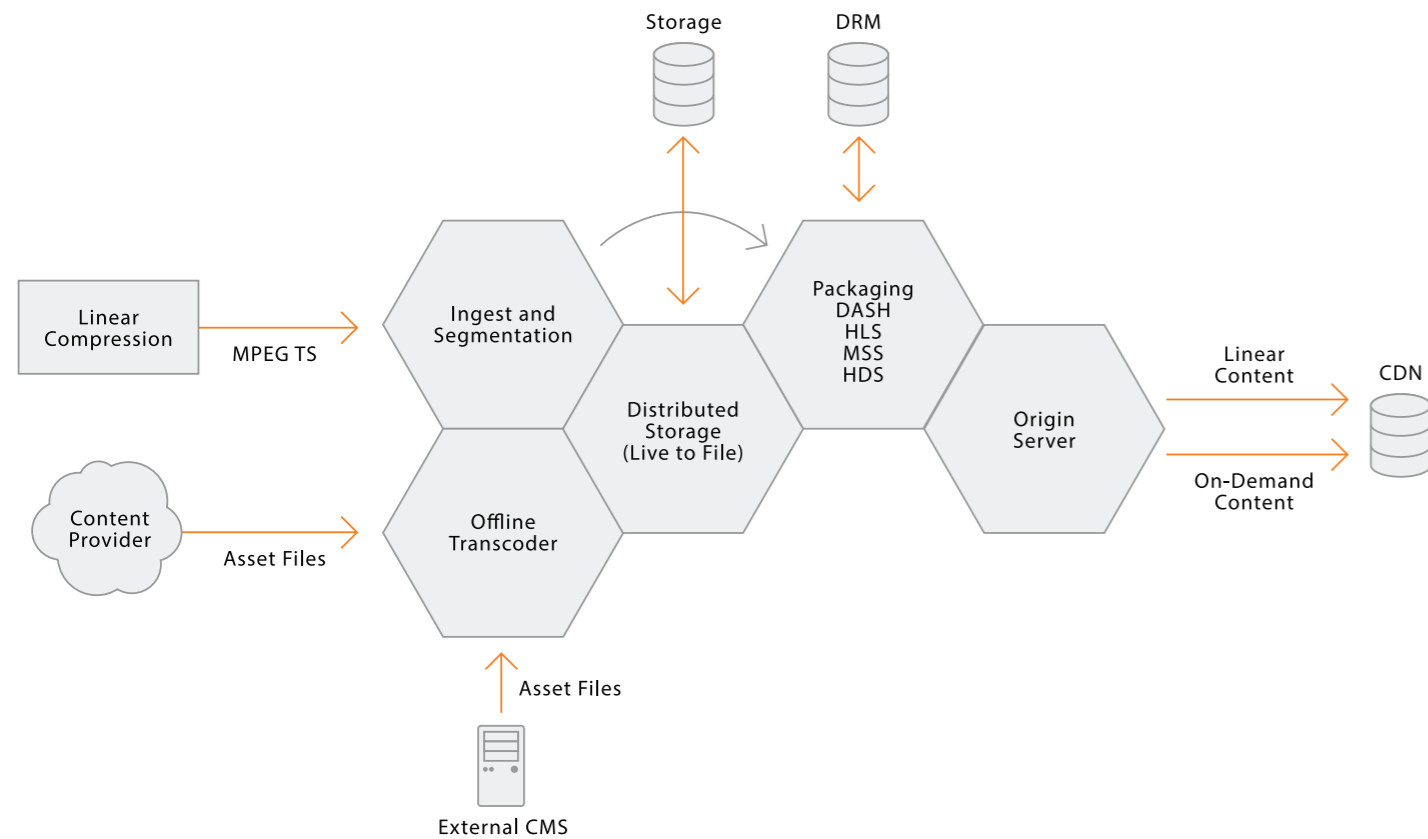 Storage
DRM
Linear
Compression
MPEG TS
Ingest and
Segmentation
Packaging
DASH
HLS
MSS
HDS
Distributed
Storage
(Live to File)
Origin
Server
Linear
Content
CDN
On-Demand
Content
Content
Provider
Asset Files
Offline
Transcoder
Asset Files
External CMS